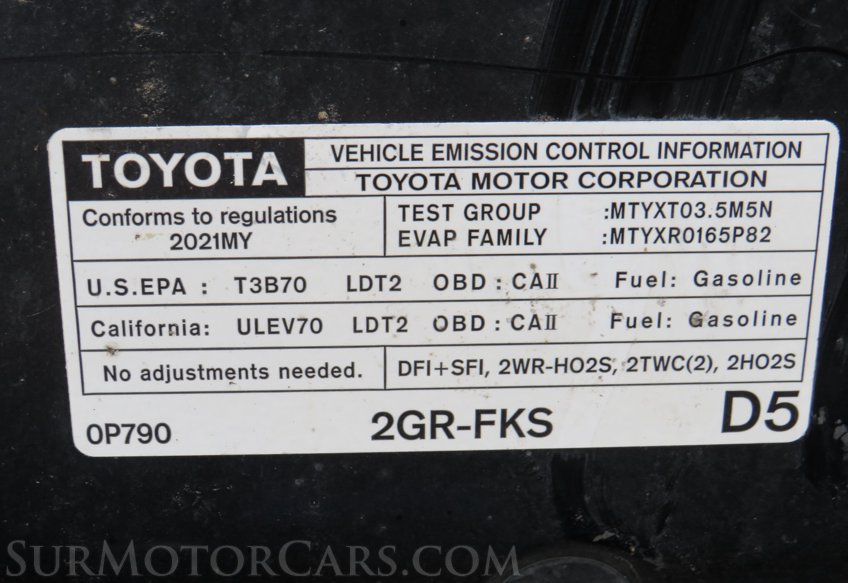 TOYOTA
VEHICLE EMISSION CONTROL INFORMATION
TOYOTA MOTOR CORPORATION
Conforms to regulations
2021MY
TEST GROUP :MTYXT03.5M5N
EVAP FAMILY :MTYXR0165P82
U.S.EPA : T3B70 LDT2 OBD : CAII Fuel: Gasoline
California: ULEV70 LDT2 OBD : CAII Fuel: Gasoline
No adjustments needed.
DFI+SFI, 2WR-HO2S, 2TWC(2), 2HO2S
0P790
2GR-FKS
D5
SurMotorCars.com